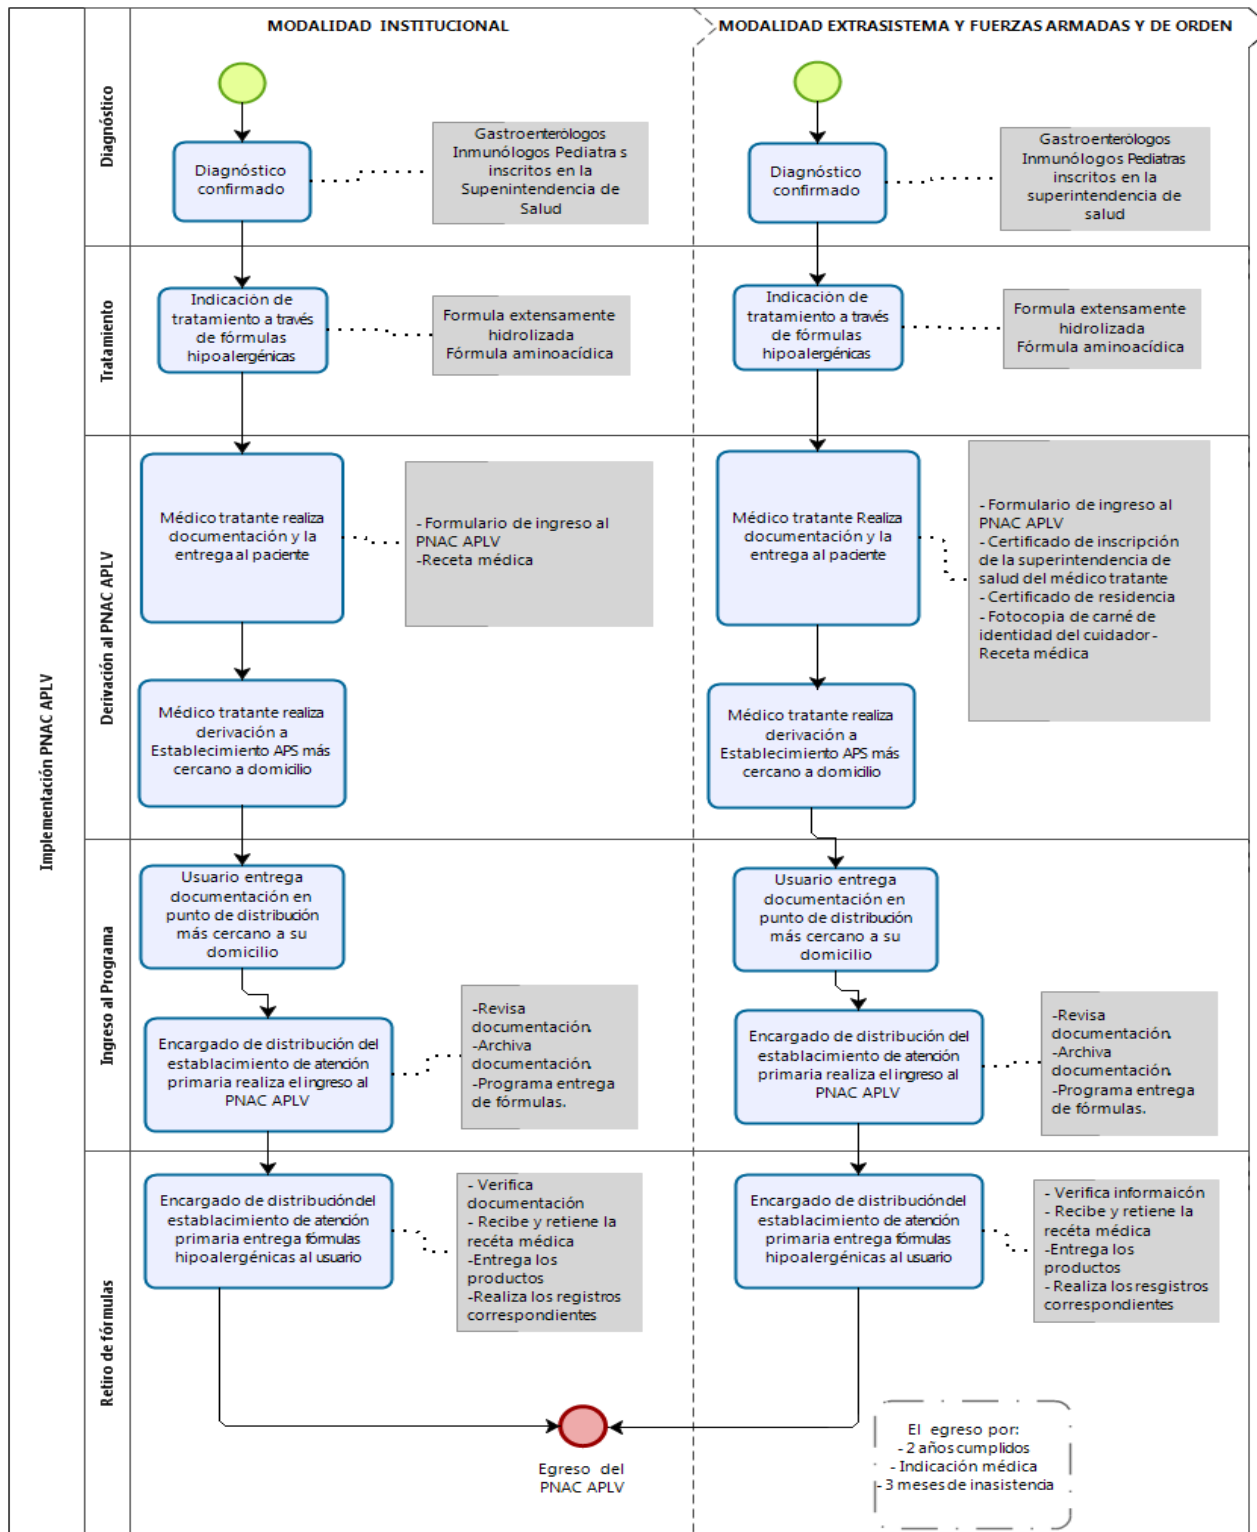 MODALIDAD INSTITUCIONAL
MODALIDAD EXTRASISTEMA Y FUERZAS ARMADAS Y DE ORDEN
Implementación PNAC APLV
Diagnóstico
Diagnóstico
confirmado
Gastroenterólogos
Inmunólogos Pediatra s
inscritos en la
Supenintendencia de
Salud
Diagnóstico
confirmado
Gastroenterólogos
Inmunólogos Pediatras
inscritos en la
superintendencia de
salud
Tratamiento
Indicación de
tratamiento a través
de fórmulas
hipoalergénicas
Formula extensamente
hidrolizada
Fórmula aminoacídica
Indicación de
tratamiento a través
de fórmulas
hipoalergénicas
Formula extensamente
hidrolizada
Fórmula aminoacídica
Derivación al PNAC APLV
Médico tratante realiza
documentación y la
entrega al paciente
- Formulario de ingreso al
PNAC APLV
-Receta médica
Médico tratante realiza
derivación a
Establecimiento APS más
cercano a domicilio
Médico tratante Realiza
documentación y la
entrega al paciente
- Formulario de ingreso al
PNAC APLV
- Certificado de inscripción
de la superintendencia de
salud del médico tratante
- Certificado de residencia
- Fotocopia de carné de
identidad del cuidador -
Receta médica
Médico tratante realiza
derivación a
Establecimiento APS más
cercano a domicilio
Ingreso al Programa
Usuario entrega
documentación en
punto de distribución
más cercano a su
domicilio
Encargado de distribución del
establacimiento de atención
primaria realiza el ingreso al
PNAC APLV
-Revisa
documentación.
-Archiva
documentación.
-Programa entrega
de fórmulas.
Usuario entrega
documentación en
punto de distribución
más cercano a su
domicilio
Encargado de distribución del
establacimiento de atención
primaria realiza el ingreso al
PNAC APLV
-Revisa
documentación.
-Archiva
documentación.
-Programa entrega
de fórmulas.
Retiro de fórmulas
Encargado de distribución del
establacimiento de atención
primaria entrega fórmulas
hipoalergénicas al usuario
- Verifica
documentación
- Recibe y retiene la
recéta médica
-Entrega los
productos
-Realiza los registros
correspondientes
Encargado de distribución del
establacimiento de atención
primaria entrega fórmulas
hipoalergénicas al usuario
- Verifica informaicón
- Recibe y retiene la
recéta médica
-Entrega los
productos
- Realiza los resgistros
correspondientes
Egreso del
PNAC APLV
El egreso por:
- 2 años cumplidos
- Indicación médica
- 3 meses de inasistencia